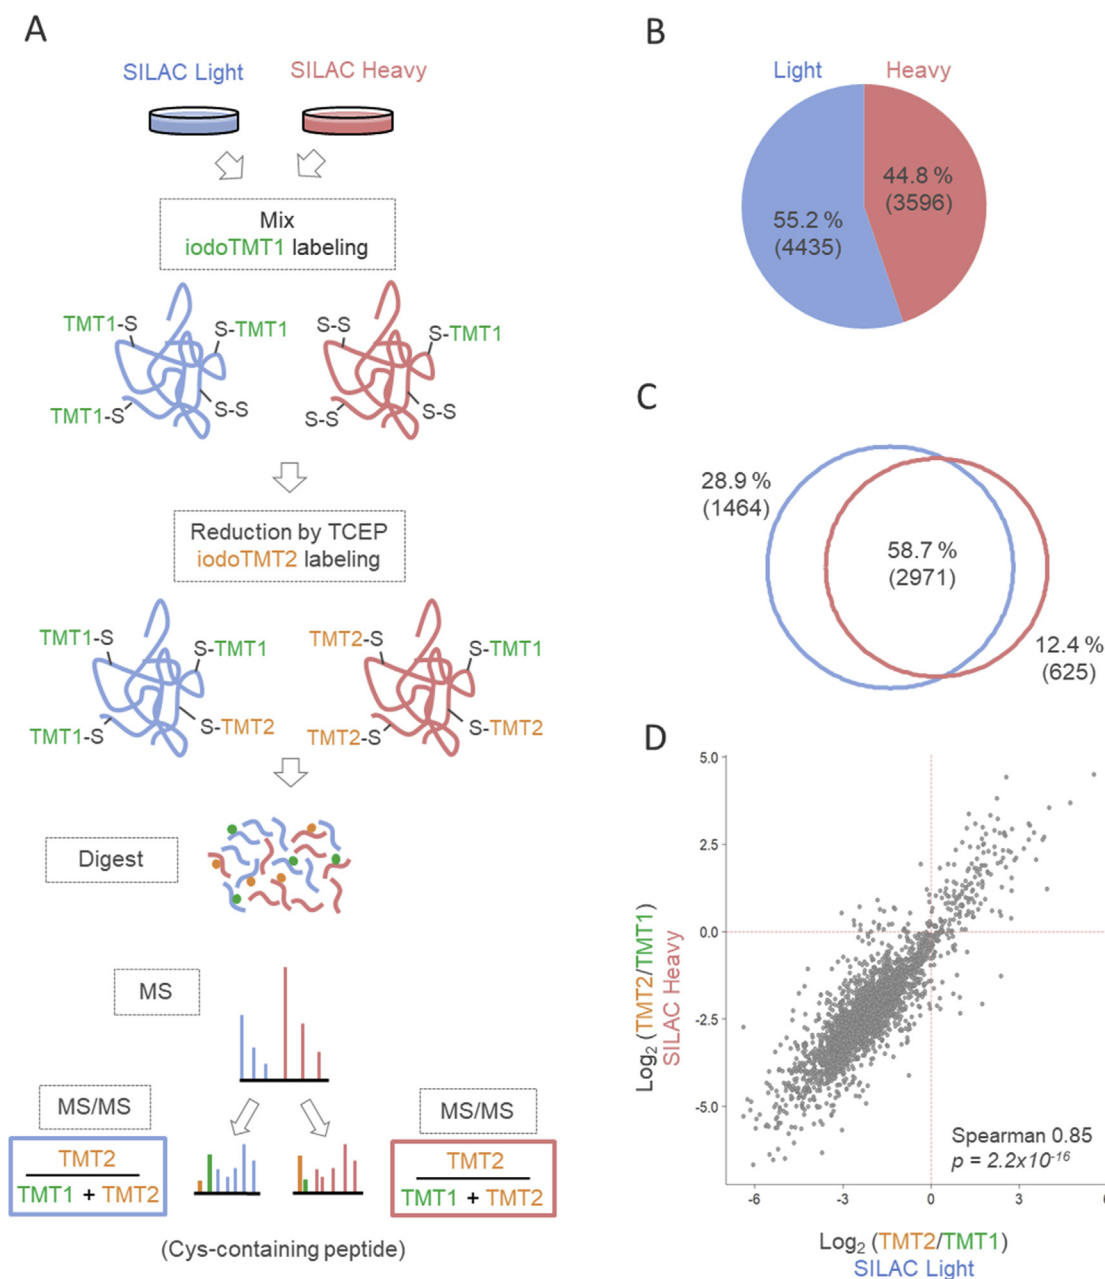 A
SILAC Light
SILAC Heavy
Mix
iodoTMT1 labeling
TMT1-S
S-TMT1
TMT1-S
S-S
S-S
S-TMT1
S-S
S-S
Reduction by TCEP
iodoTMT2 labeling
TMT1-S
S-TMT1
TMT1-S
S-TMT2
TMT2-S
S-TMT1
TMT2-S
S-TMT2
Digest
MS
MS/MS
TMT2
TMT1 + TMT2
MS/MS
TMT2
TMT1 + TMT2
(Cys-containing peptide)
B
Light
Heavy
44.8 %
(3596)
55.2 %
(4435)
C
28.9 %
(1464)
58.7 %
(2971)
12.4 %
(625)
D
5.0
2.5
0.0
-2.5
-5.0
Log₂ (TMT2/TMT1)
SILAC Heavy
Spearman 0.85
p = 2.2x10⁻¹⁶
-6
-3
0
3
Log₂ (TMT2/TMT1)
SILAC Light